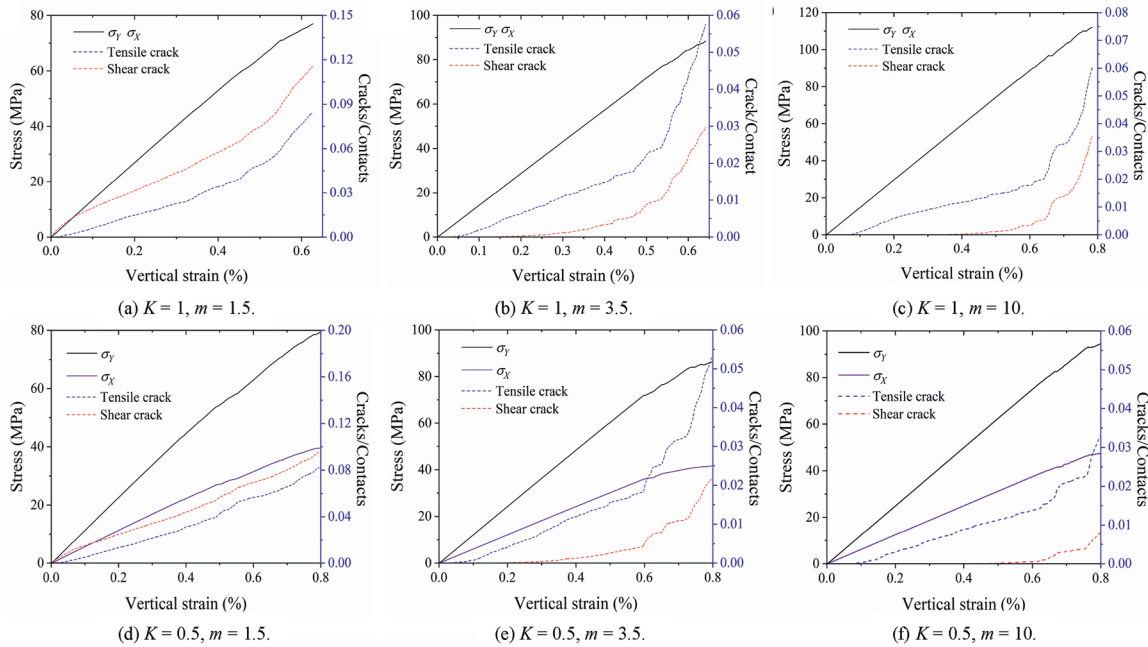 80
60
40
20
0
Stress (MPa)
σY σX
Tensile crack
Shear crack
0.15
0.12
0.09
0.06
0.03
0.00
Cracks/Contacts
0.0 0.1 0.2 0.3 0.4 0.5 0.6
Vertical strain (%)
(a) K = 1, m = 1.5.
100
80
60
40
20
0
Stress (MPa)
σY σX
Tensile crack
Shear crack
0.06
0.05
0.04
0.03
0.02
0.01
0.00
Crack/Contact
0.0 0.1 0.2 0.3 0.4 0.5 0.6
Vertical strain (%)
(b) K = 1, m = 3.5.
120
100
80
60
40
20
0
Stress (MPa)
σY σX
Tensile crack
Shear crack
0.08
0.07
0.06
0.05
0.04
0.03
0.02
0.01
0.00
Cracks/Contacts
0.0 0.2 0.4 0.6 0.8
Vertical strain (%)
(c) K = 1, m = 10.
80
60
40
20
0
Stress (MPa)
σY
σX
Tensile crack
Shear crack
0.20
0.16
0.12
0.08
0.04
0.00
Cracks/Contacts
0.0 0.2 0.4 0.6 0.8
Vertical strain (%)
(d) K = 0.5, m = 1.5.
100
80
60
40
20
0
Stress (MPa)
σY
σX
Tensile crack
Shear crack
0.06
0.05
0.04
0.03
0.02
0.01
0.00
Cracks/Contacts
0.0 0.2 0.4 0.6 0.8
Vertical strain (%)
(e) K = 0.5, m = 3.5.
100
80
60
40
20
0
Stress (MPa)
σY
σX
Tensile crack
Shear crack
0.06
0.05
0.04
0.03
0.02
0.01
0.00
Cracks/Contacts
0.0 0.2 0.4 0.6 0.8
Vertical strain (%)
(f) K = 0.5, m = 10.